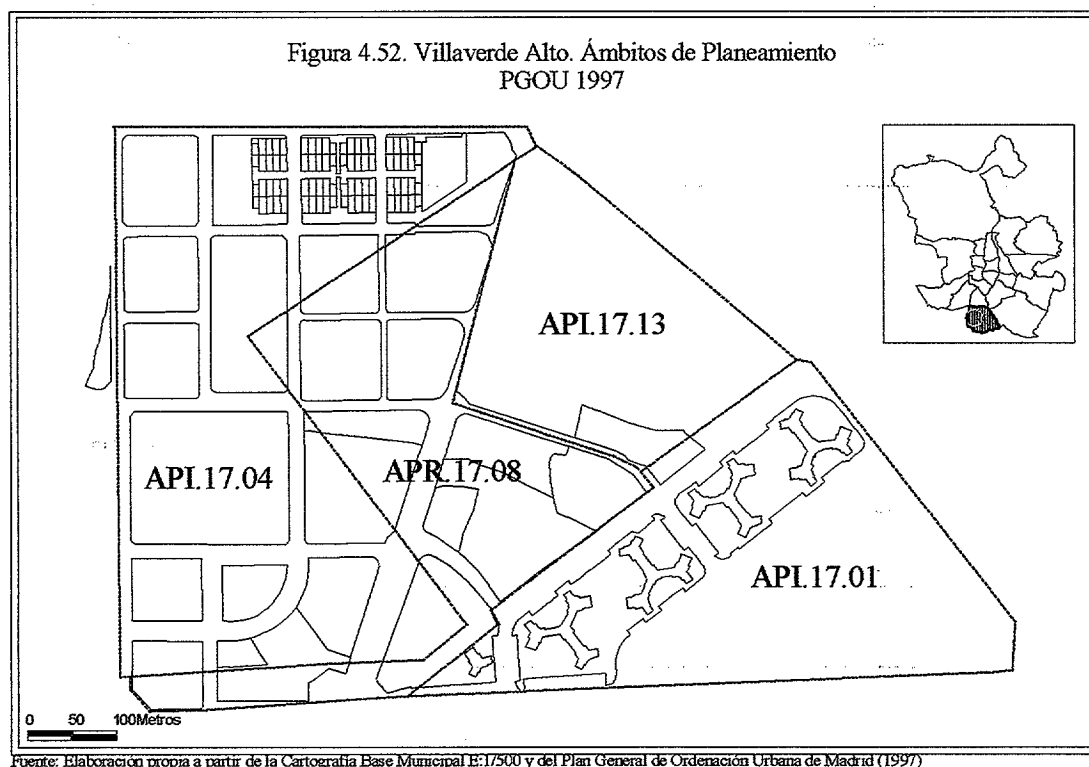 Figura 4.52. Villaverde Alto. Ámbitos de Planeamiento
PGOU 1997
API.17.13
API.17.04
APR.17.08
API.17.01
0 50 100Metros
Fuente: Elaboración propia a partir de la Cartografía Base Municipal E:1/500 y del Plan General de Ordenación Urbana de Madrid (1997)